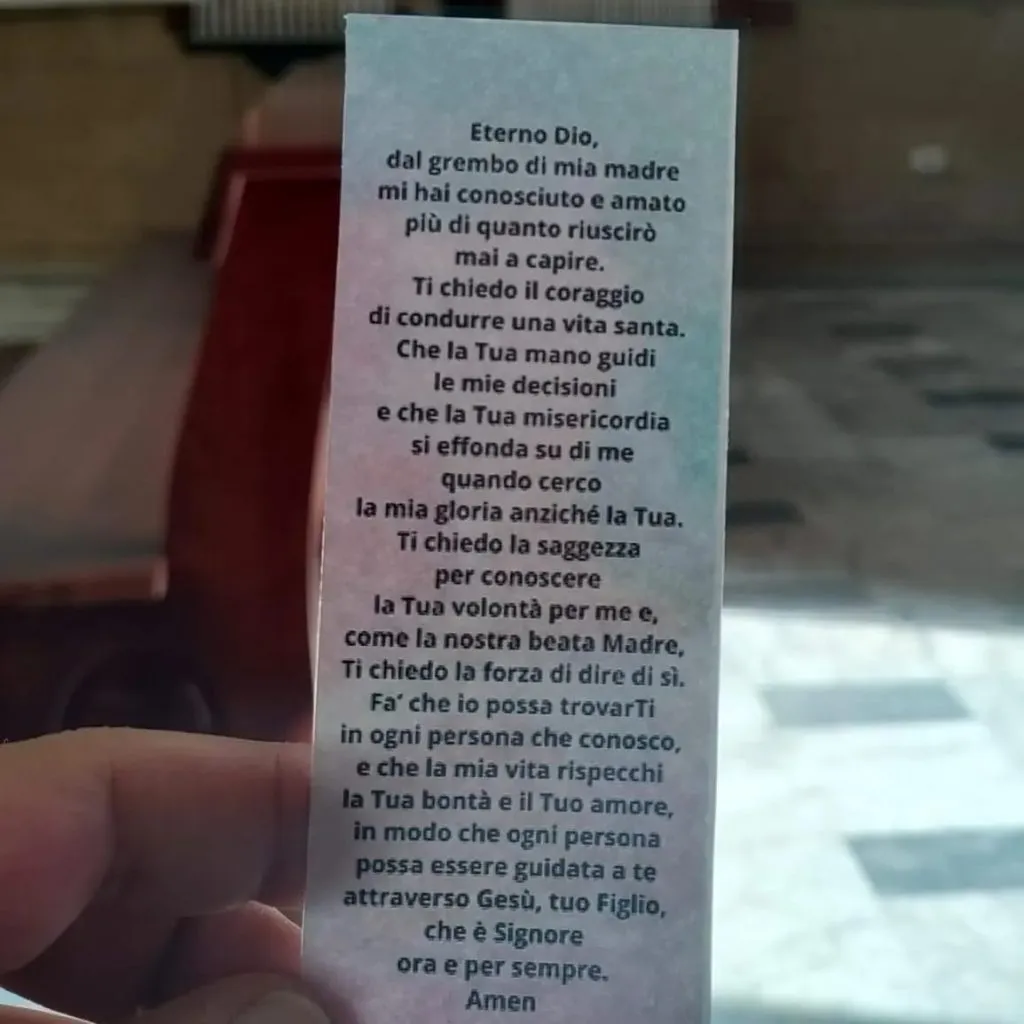 Eterno Dio,
dal grembo di mia madre
mi hai conosciuto e amato
più di quanto riuscirò
mai a capire.
Ti chiedo il coraggio
di condurre una vita santa.
Che la Tua mano guidi
le mie decisioni
e che la Tua misericordia
si effonda su di me
quando cerco
la mia gloria anziché la Tua.
Ti chiedo la saggezza
per conoscere
la Tua volontà per me e,
come la nostra beata Madre,
Ti chiedo la forza di dire di sì.
Fa’ che io possa trovarTi
in ogni persona che conosco,
e che la mia vita rispecchi
la Tua bontà e il Tuo amore,
in modo che ogni persona
possa essere guidata a te
attraverso Gesù, tuo Figlio,
che è Signore
ora e per sempre.
Amen